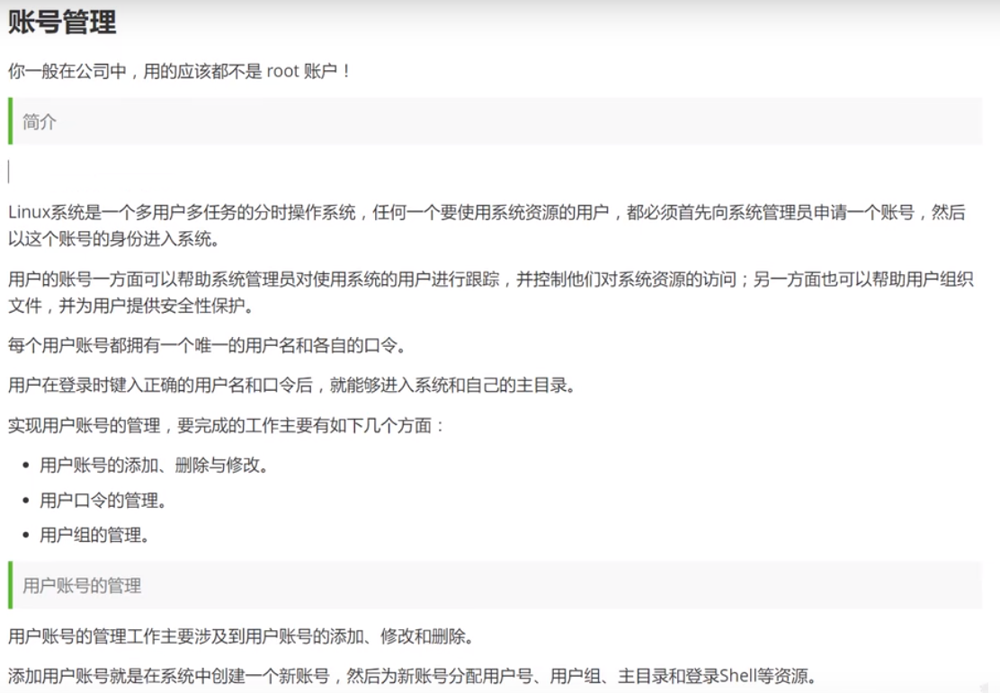 账号管理
你一般在公司中，用的应该都不是 root 账户！
简介
Linux系统是一个多用户多任务的分时操作系统，任何一个要使用系统资源的用户，都必须首先向系统管理员申请一个账号，然后
以这个账号的身份进入系统。
用户的账号一方面可以帮助系统管理员对使用系统的用户进行跟踪，并控制他们对系统资源的访问；另一方面也可以帮助用户组织
文件，并为用户提供安全性保护。
每个用户账号都拥有一个唯一的用户名和各自的口令。
用户在登录时键入正确的用户名和口令后，就能够进入系统和自己的主目录。
实现用户账号的管理，要完成的工作主要有如下几个方面：
• 用户账号的添加、删除与修改。
• 用户口令的管理。
• 用户组的管理。
用户账号的管理
用户账号的管理工作主要涉及到用户账号的添加、修改和删除。
添加用户账号就是在系统中创建一个新账号，然后为新账号分配用户号、用户组、主目录和登录Shell等资源。